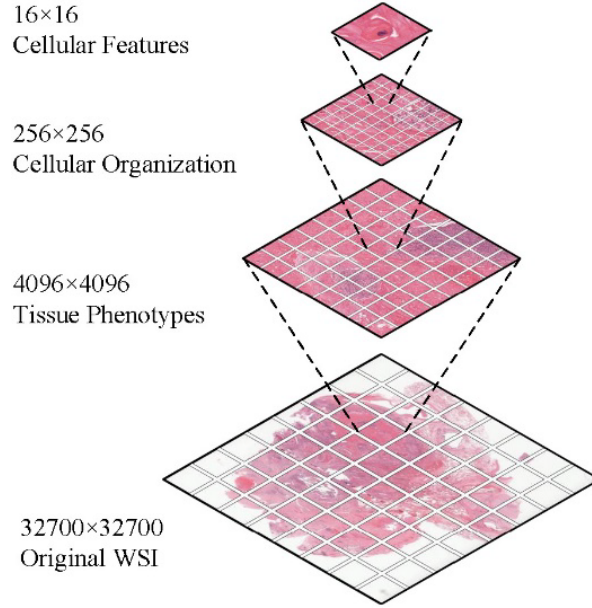 16×16
Cellular Features
256×256
Cellular Organization
4096×4096
Tissue Phenotypes
32700×32700
Original WSI